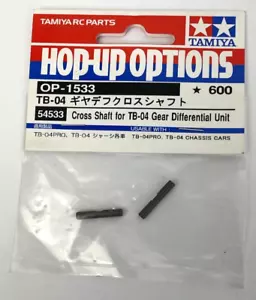 TAMIYA RC PARTS
HOP-UP OPTIONS
TAMIYA
OP-1533
★ 600
TB-04 ギヤデフクロスシャフト
54533 Cross Shaft for TB-04 Gear Differential Unit
USABLE WITH
TB-04PRO、TB-04 シャーシ各車 TB-04PRO, TB-04 CHASSIS CARS